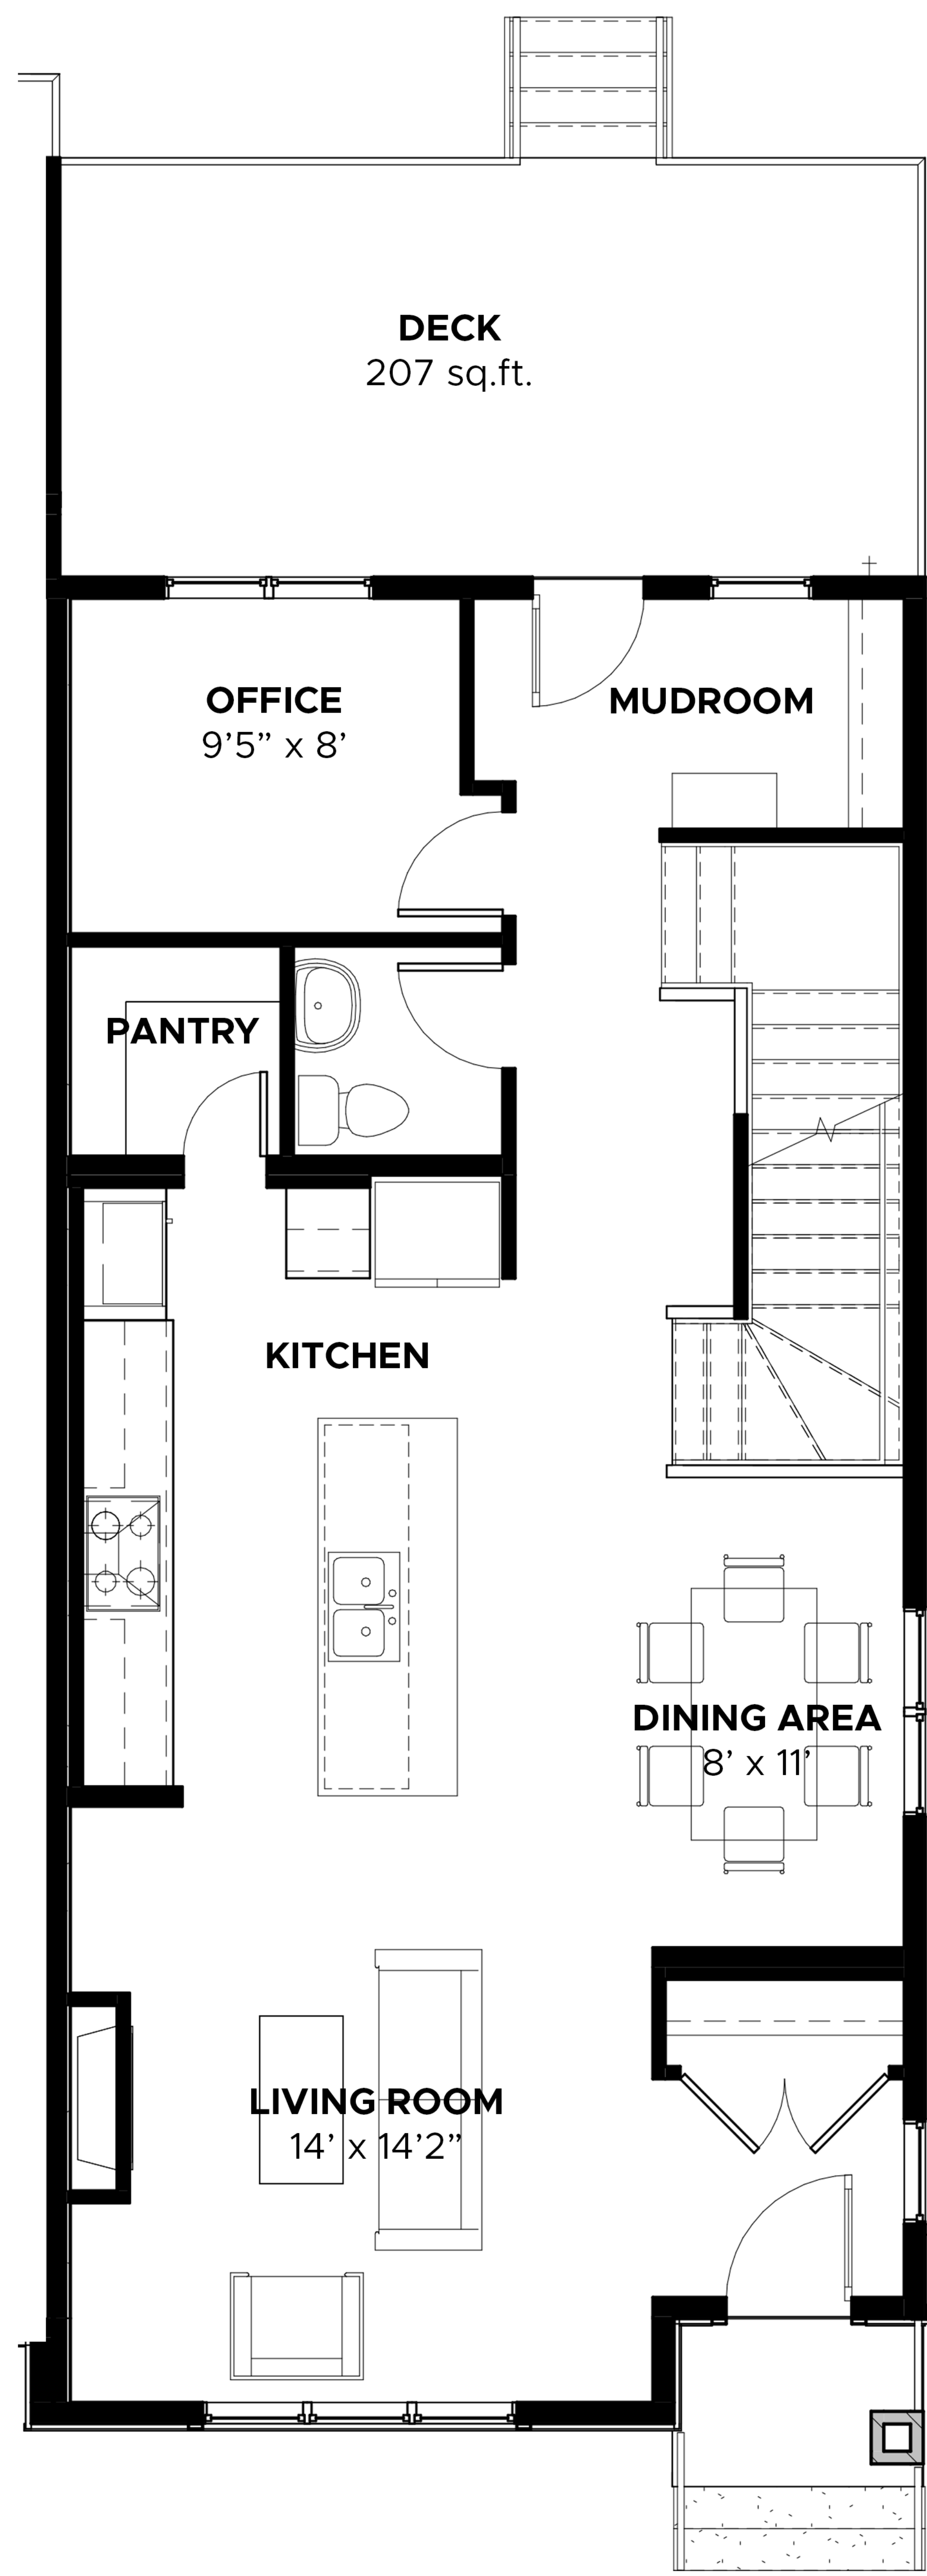 DECK
207 sq.ft.
OFFICE
9’5” x 8’
MUDROOM
PANTRY
KITCHEN
DINING AREA
8’ x 11’
LIVING ROOM
14’ x 14’2”